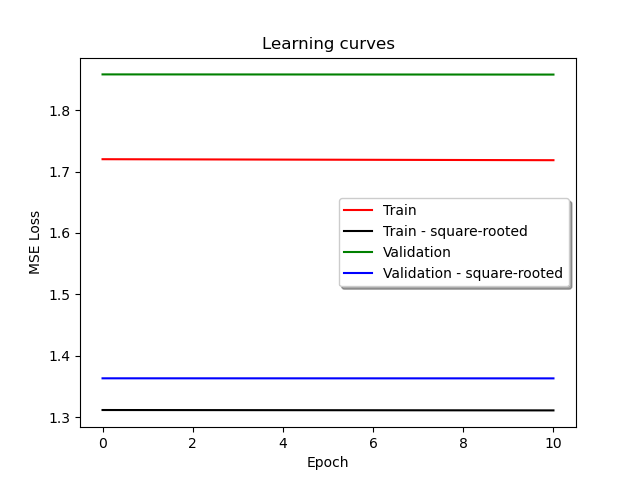 Learning curves
MSE Loss
1.8
1.7
1.6
1.5
1.4
1.3
Train
Train - square-rooted
Validation
Validation - square-rooted
0 2 4 6 8 10
Epoch